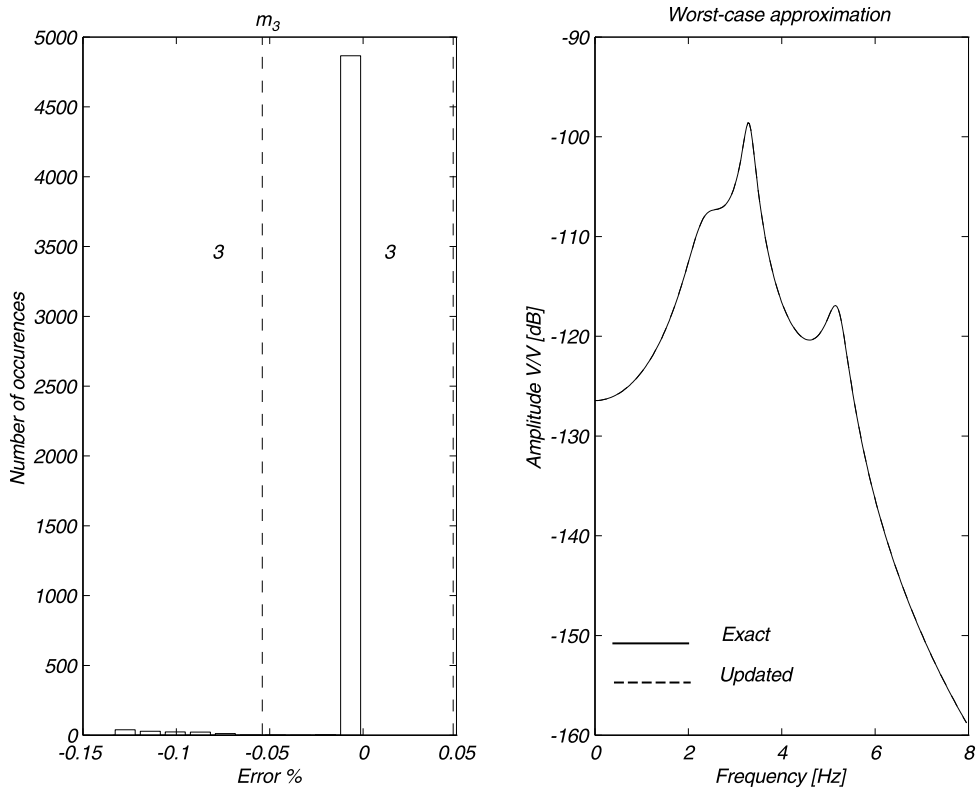 m3
5000
4500
4000
3500
3000
2500
2000
1500
1000
500
0
Number of occurences
3 3
-0.15 -0.1 -0.05 0 0.05
Error %
Worst-case approximation
-90
-100
-110
-120
-130
-140
-150
-160
Amplitude V/V [dB]
Exact
Updated
0 2 4 6 8
Frequency [Hz]